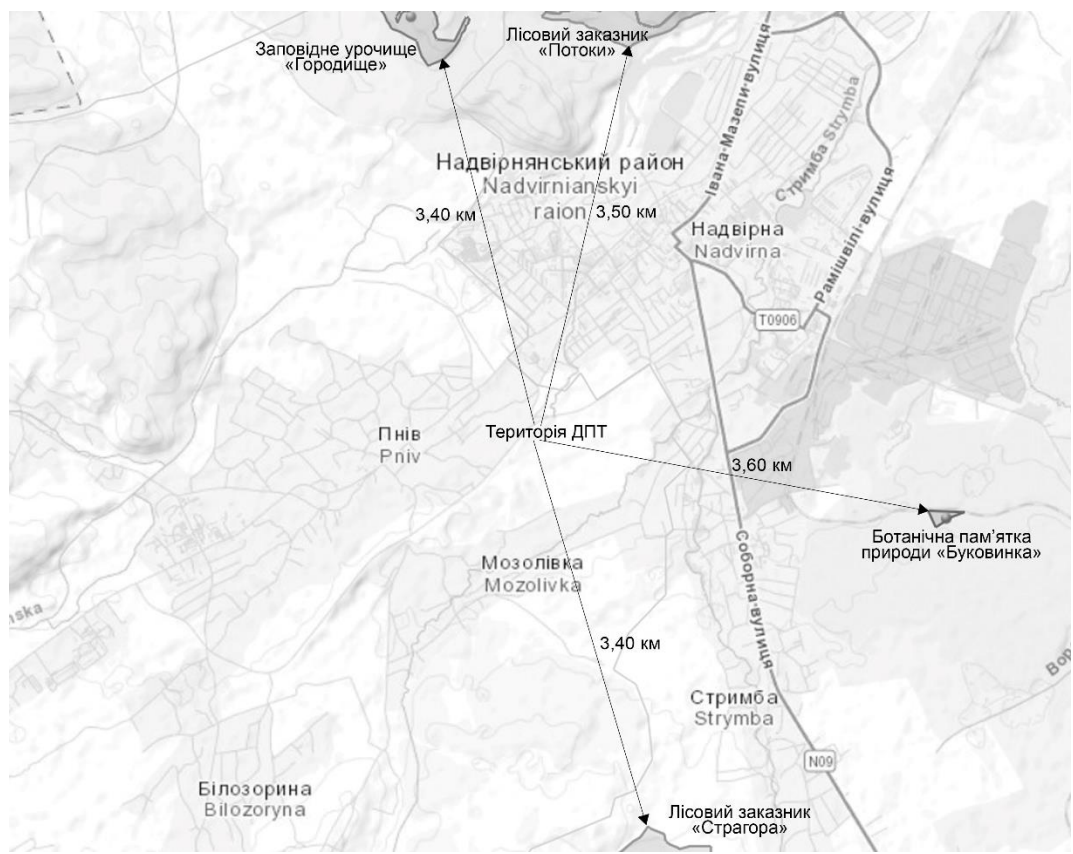 Заповідне урочище
«Городище»
Лісовий заказник
«Потоки»
Івана-Мазепи-вулиця
Стримба Strymba
Рамішвілі-вулиця
Надвірнянський район
Nadvirnianskyi
raion
3,40 км
3,50 км
Надвірна
Nadvirna
T0906
Територія ДПТ
Пнів
Pniv
3,60 км
Ботанічна пам’ятка
природи «Буковинка»
Мозолівка
Mozolivka
Соборна-вулиця
3,40 км
Стримба
Strymba
N09
Білозорина
Bilozoryna
Лісовий заказник
«Страгора»